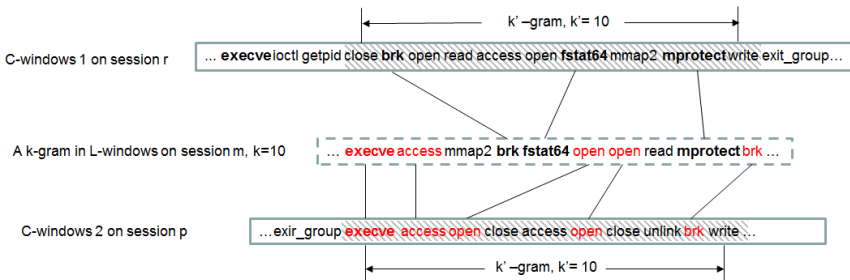 k' –gram, k'= 10
C-windows 1 on session r
... execve ioctl getpid close brk open read access open fstat64 mmap2 mprotect write exit_group...
A k-gram in L-windows on session m, k=10
... execve access mmap2 brk fstat64 open open read mprotect brk ...
C-windows 2 on session p
...exir_group execve access open close access open close unlink brk write ...
k' –gram, k'= 10